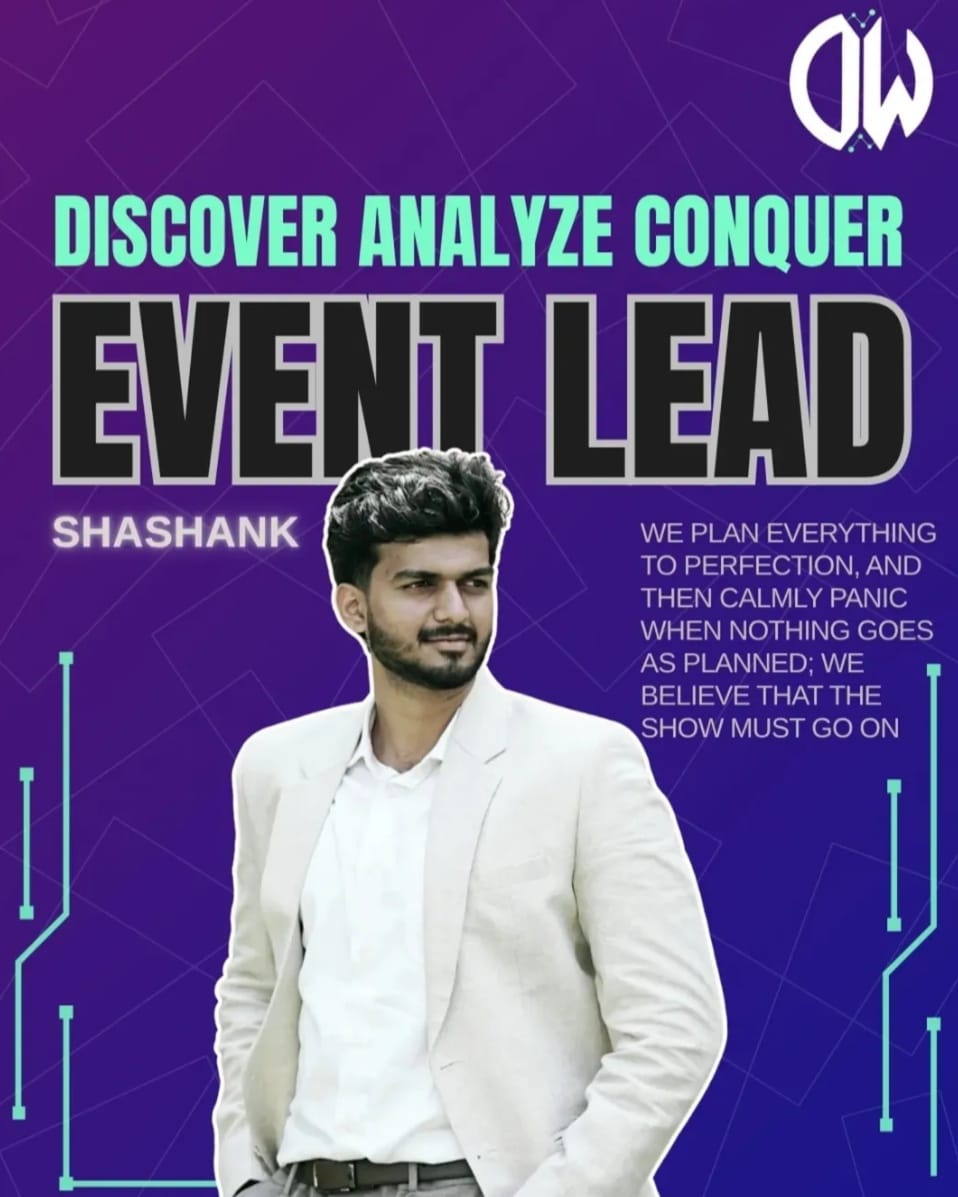 DW
DISCOVER ANALYZE CONQUER
EVENT LEAD
SHASHANK
WE PLAN EVERYTHING
TO PERFECTION, AND
THEN CALMLY PANIC
WHEN NOTHING GOES
AS PLANNED; WE
BELIEVE THAT THE
SHOW MUST GO ON